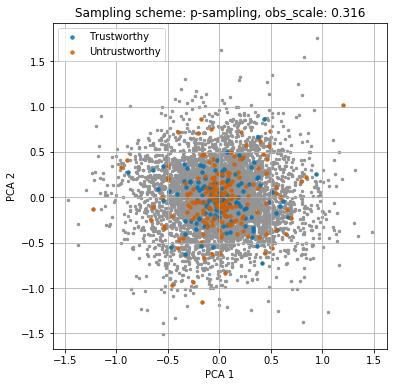 Sampling scheme: p-sampling, obs_scale: 0.316
Trustworthy
Untrustworthy
1.5
1.0
0.5
0.0
−0.5
−1.0
−1.5
PCA 2
−1.5 −1.0 −0.5 0.0 0.5 1.0 1.5
PCA 1